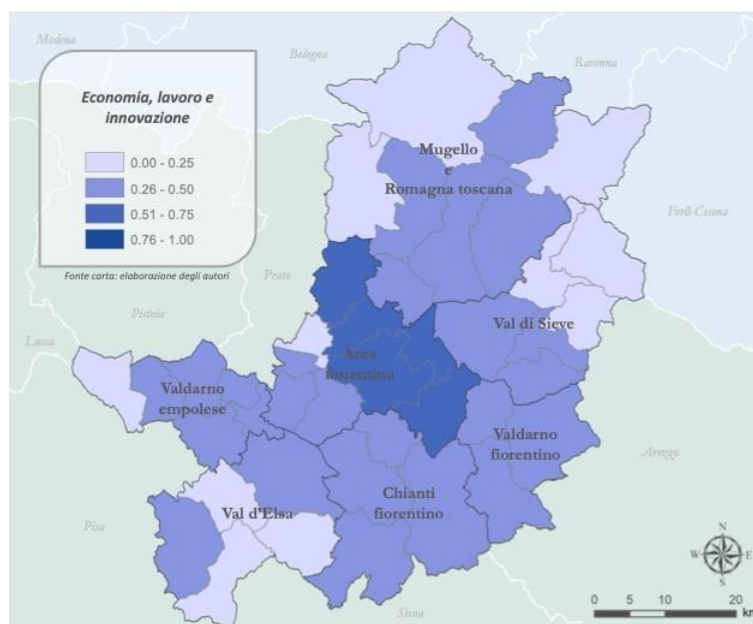 Modena
Bologna
Ravenna
Economia, lavoro e
innovazione
0.00 - 0.25
0.26 - 0.50
0.51 - 0.75
0.76 - 1.00
Fonte carta: elaborazione degli autori
Mugello
e
Romagna toscana
Forlì-Cesena
Prato
Pistoia
Lucca
Val di Sieve
Area
fiorentina
Valdarno
empolese
Valdarno
fiorentino
Arezzo
Pisa
Val d'Elsa
Chianti
fiorentino
Siena
N
W
E
S
0 5 10 20
km